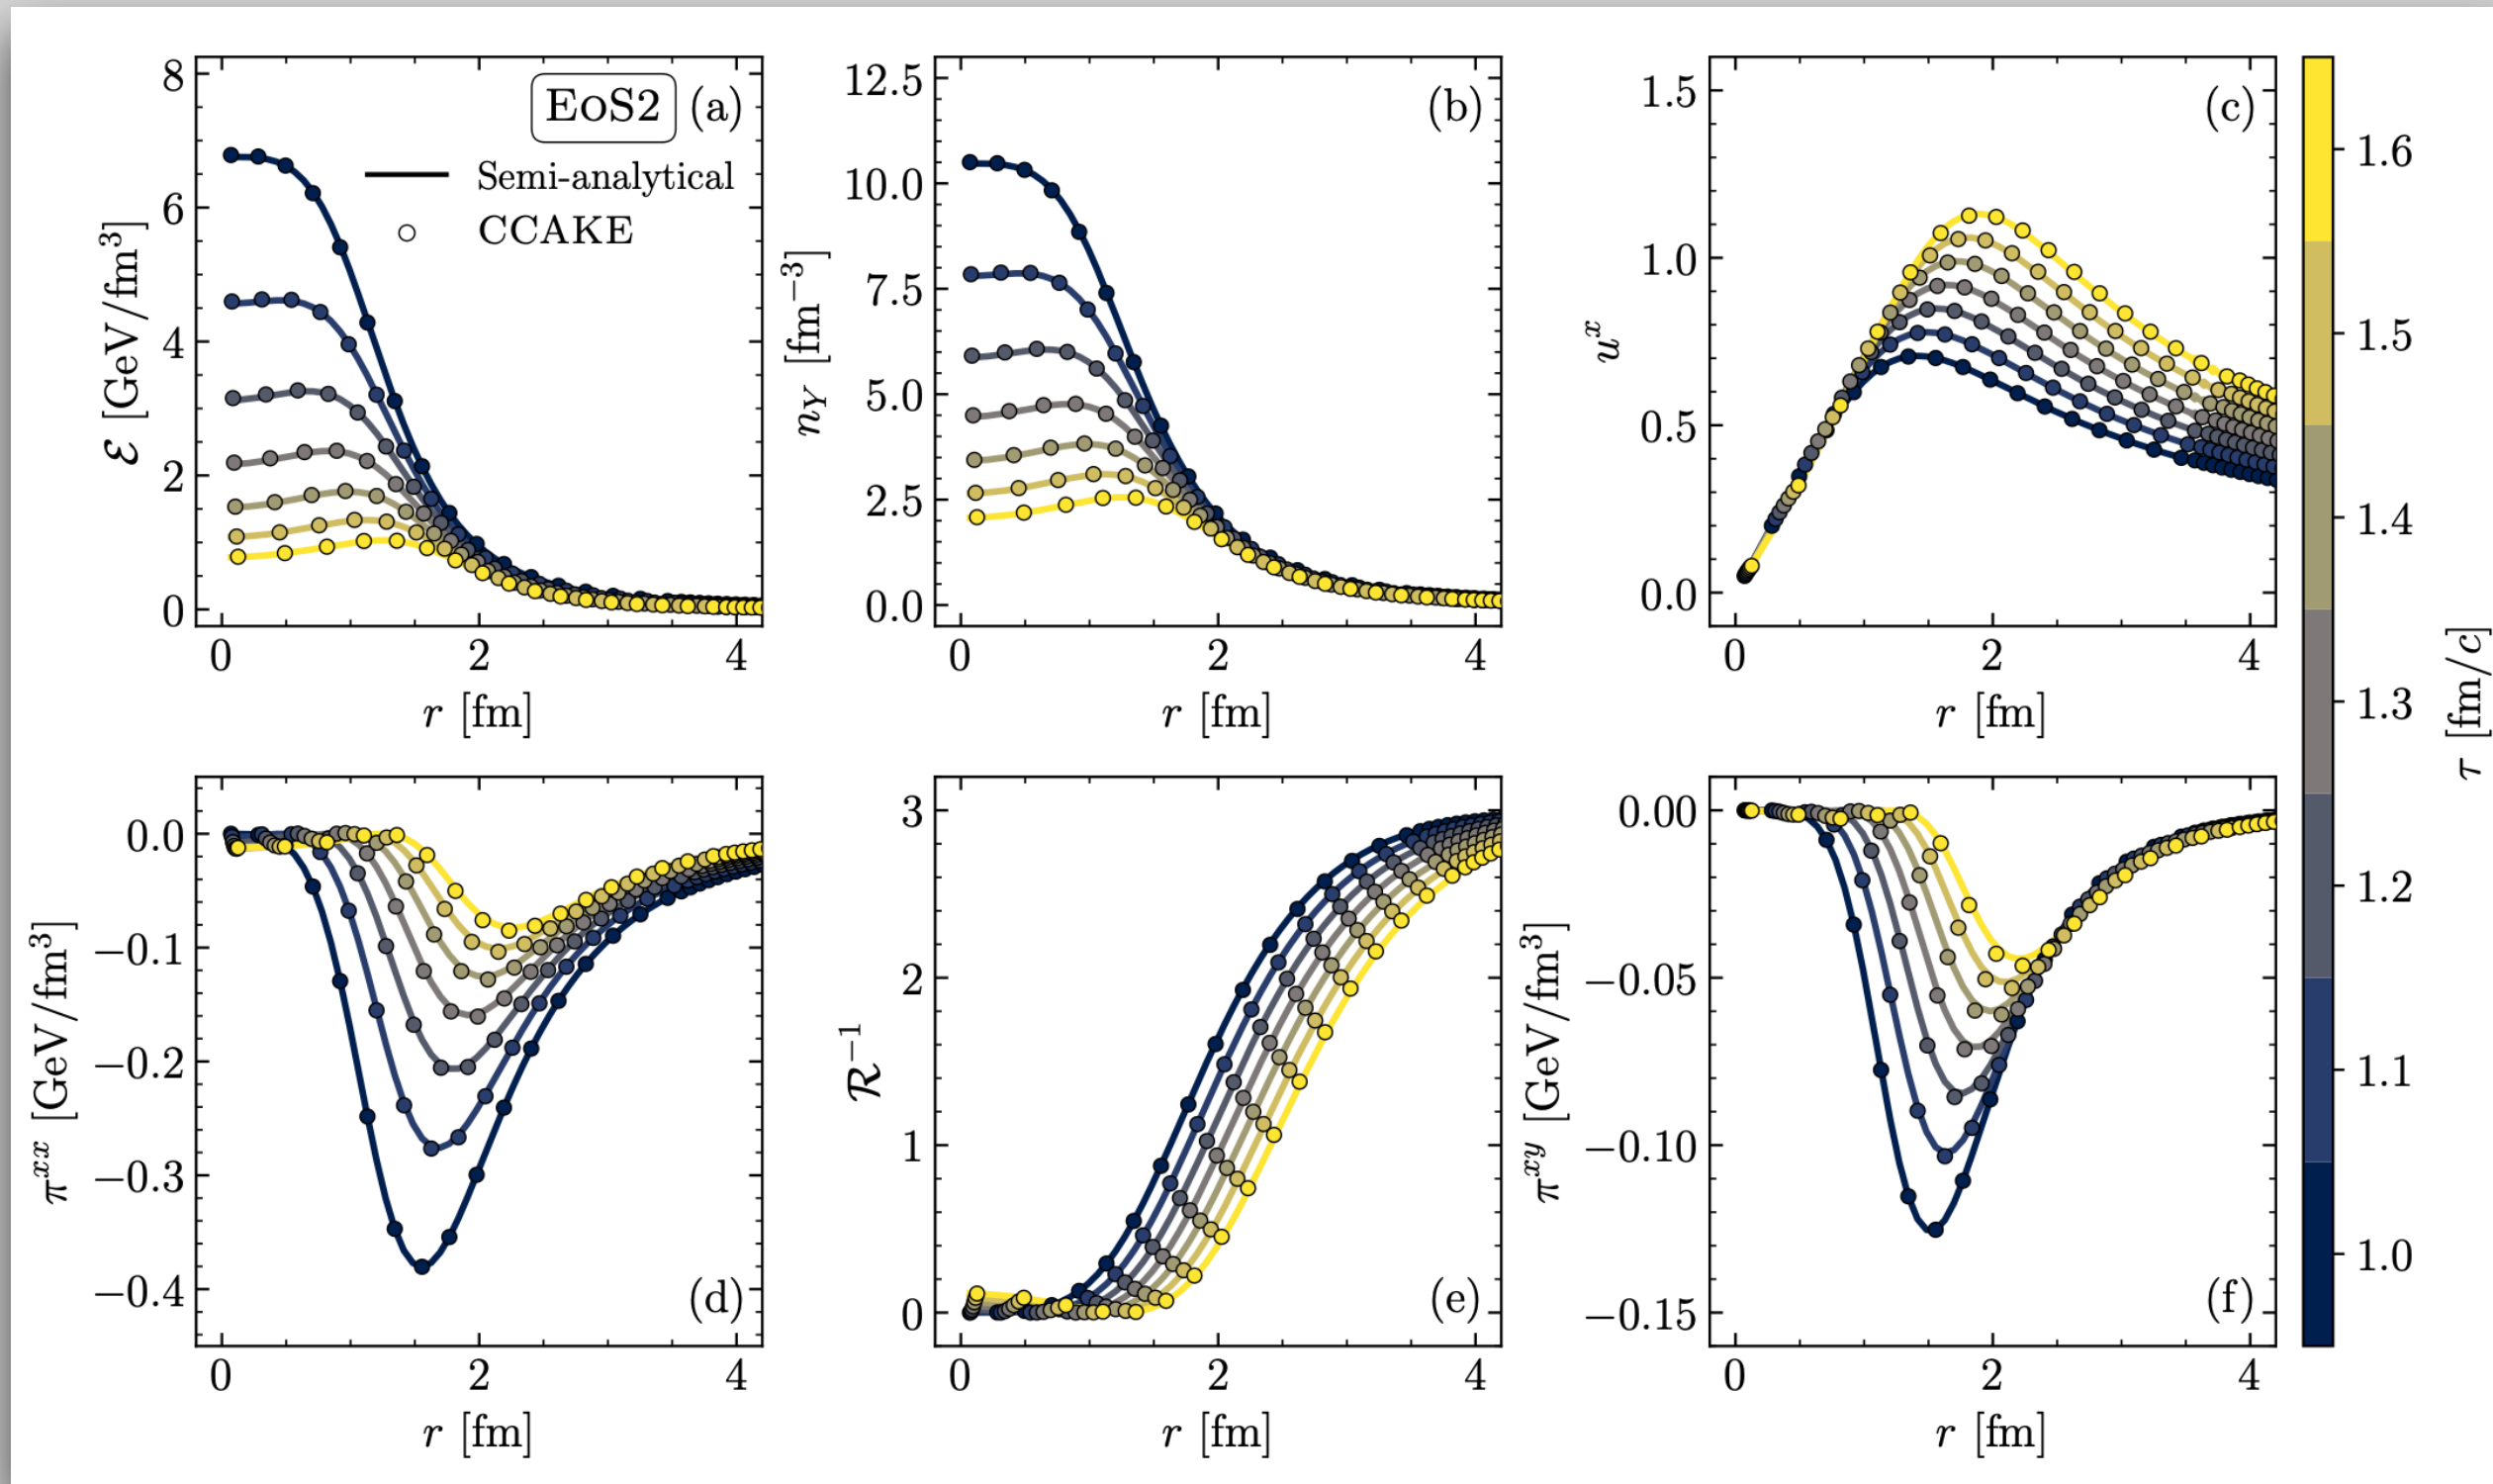 EoS2 (a)
Semi-analytical
CCAKE
8
6
4
2
0
ℰ [GeV/fm³]
0 2 4
r [fm]
(b)
12.5
10.0
7.5
5.0
2.5
0.0
n_Y [fm⁻³]
0 2 4
r [fm]
(c)
1.5
1.0
0.5
0.0
uˣ
0 2 4
r [fm]
0.0
−0.1
−0.2
−0.3
−0.4
π^{xx} [GeV/fm³]
(d)
0 2 4
r [fm]
3
2
1
0
ℛ⁻¹
(e)
0 2 4
r [fm]
0.00
−0.05
−0.10
−0.15
π^{xy} [GeV/fm³]
(f)
0 2 4
r [fm]
1.6
1.5
1.4
1.3
1.2
1.1
1.0
τ [fm/c]